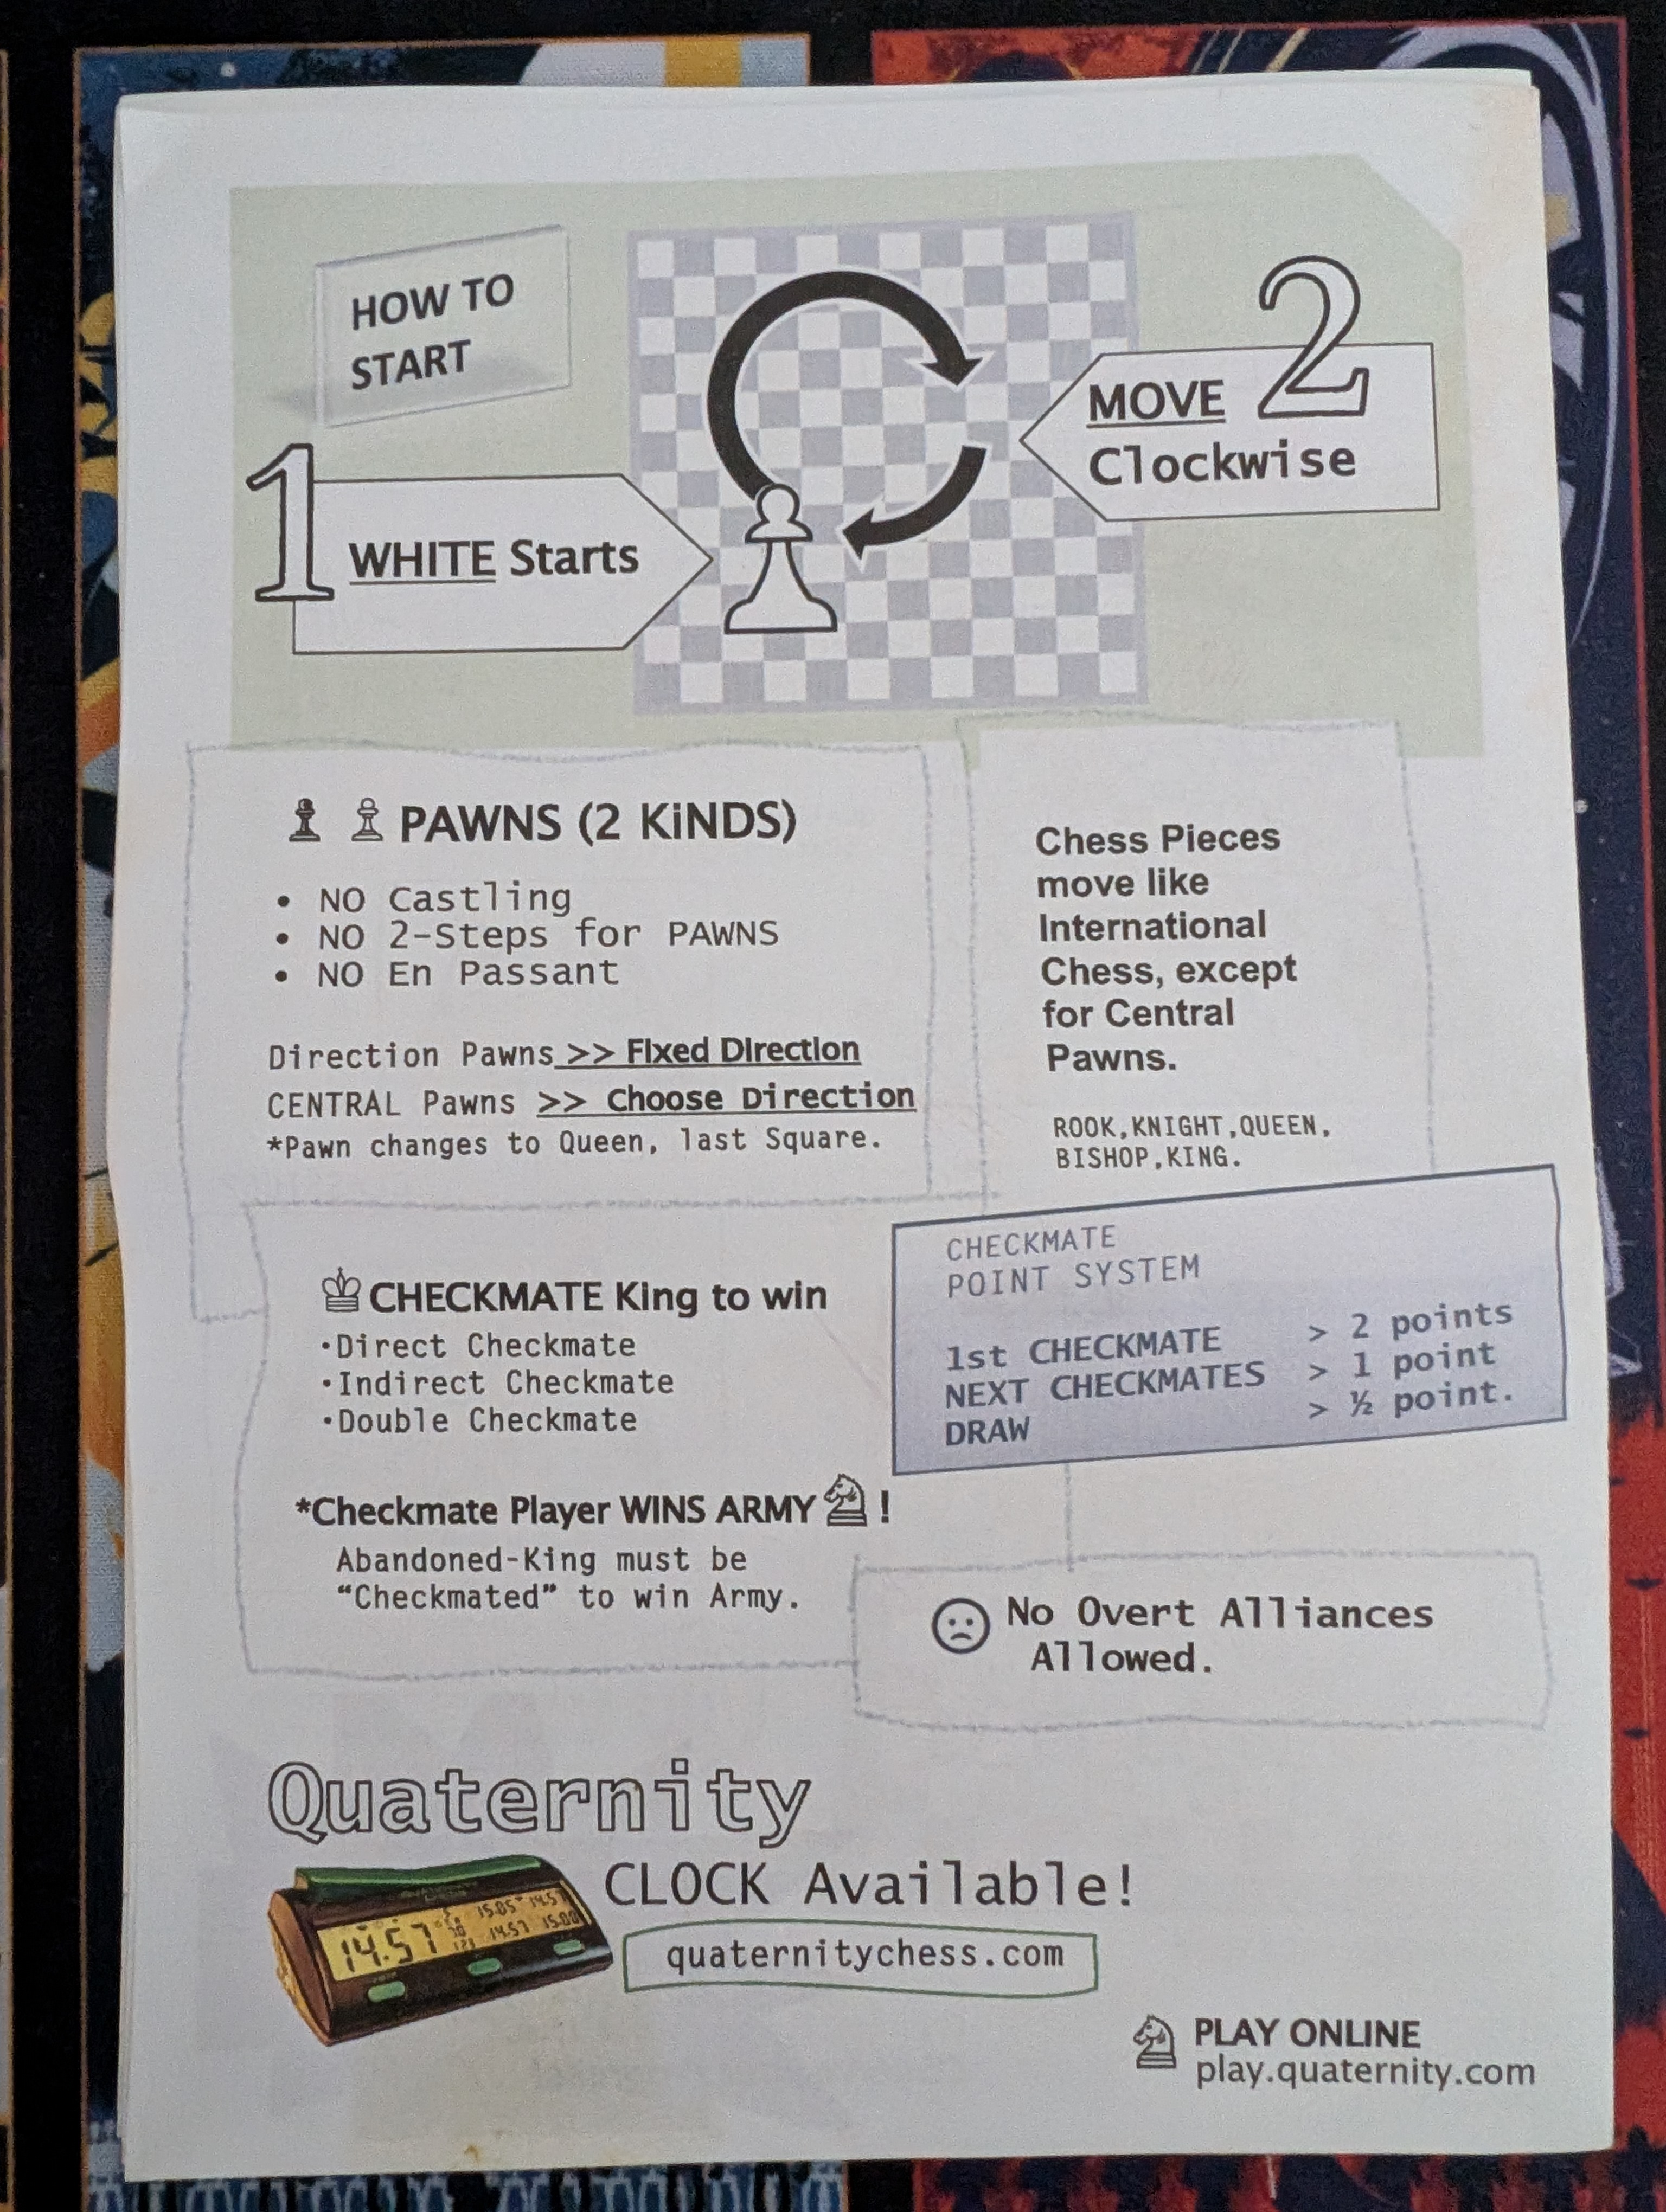 HOW TO
START
1
WHITE Starts
2
MOVE
Clockwise
PAWNS (2 KiNDS)
• NO Castling
• NO 2-Steps for PAWNS
• NO En Passant
Direction Pawns >> FIxed DIrectIon
CENTRAL Pawns >> Choose Direction
*Pawn changes to Queen, last Square.
Chess Pieces
move like
International
Chess, except
for Central
Pawns.
ROOK,KNIGHT,QUEEN,
BISHOP,KING.
CHECKMATE King to win
•Direct Checkmate
•Indirect Checkmate
•Double Checkmate
*Checkmate Player WINS ARMY !
Abandoned-King must be
“Checkmated” to win Army.
CHECKMATE
POINT SYSTEM
1st CHECKMATE > 2 points
NEXT CHECKMATES > 1 point
DRAW > ½ point.
No Overt Alliances
Allowed.
Quaternity
CLOCK Available!
14.57
15.05 14.57
14.57 15.00
quaternitychess.com
PLAY ONLINE
play.quaternity.com